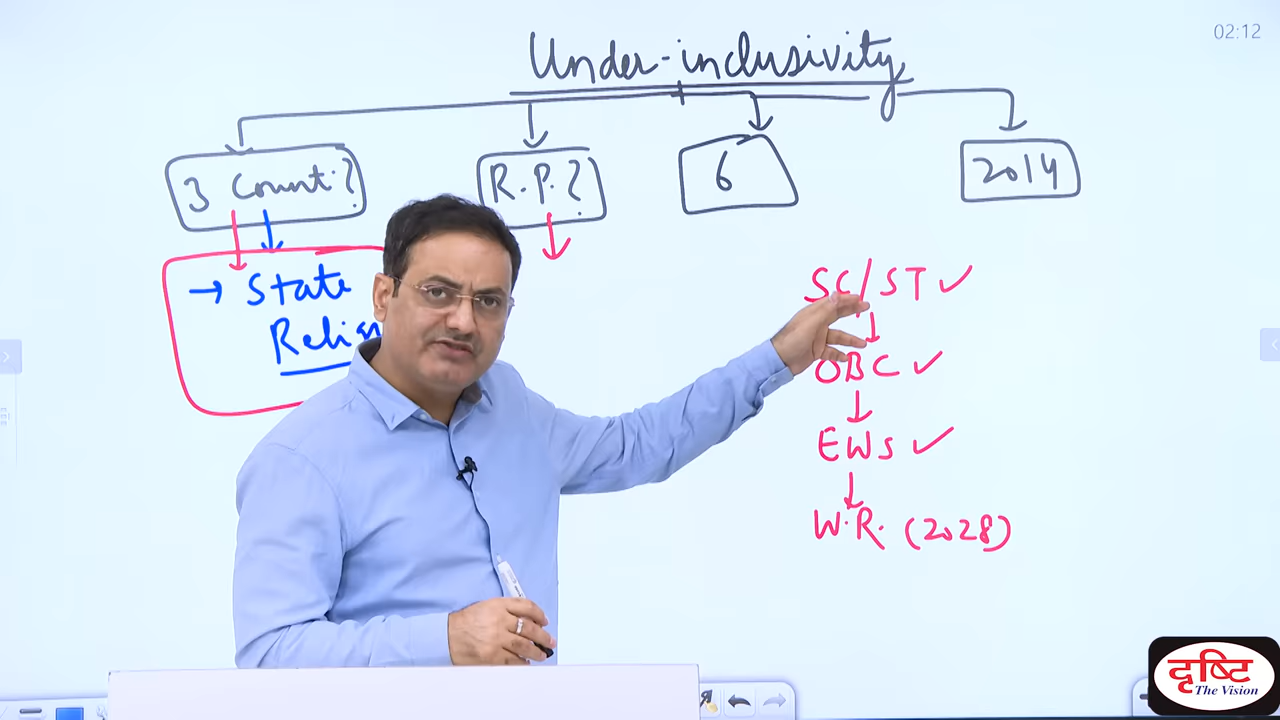 02:12
Under-inclusivity
3 Count.?
R.P.?
6
2014
→ State
SC/ST ✓
OBC ✓
EWS ✓
W.R. (2028)
दृष्टि
The Vision